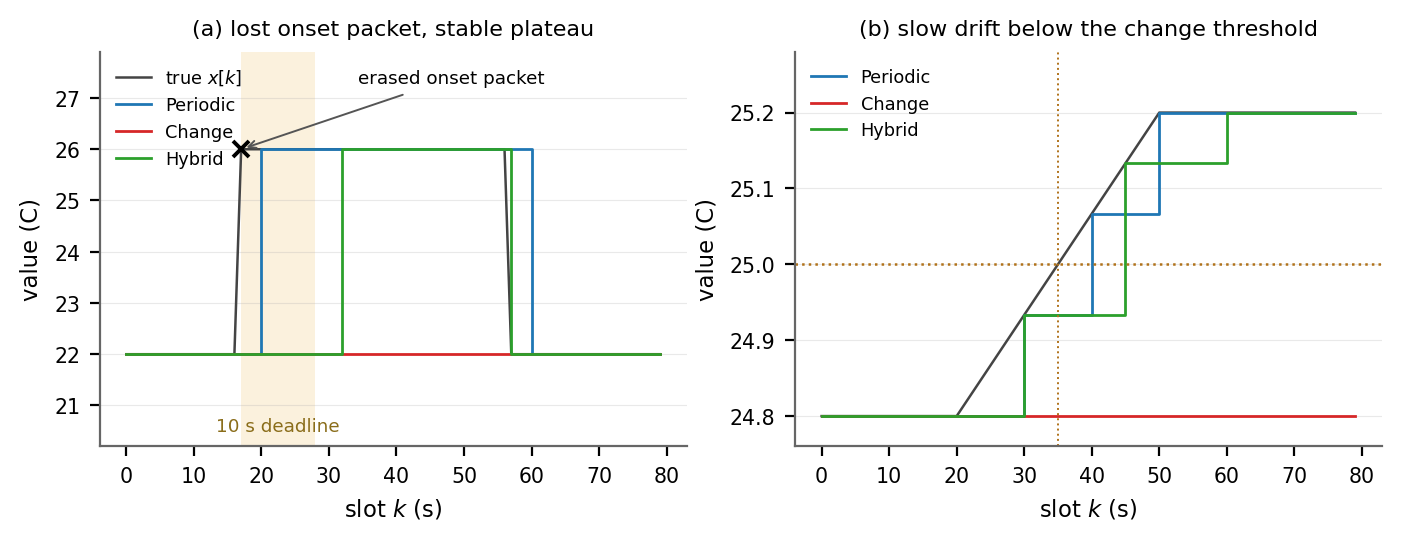 (a) lost onset packet, stable plateau
true x[k]
Periodic
Change
Hybrid
erased onset packet
10 s deadline
27
26
25
24
23
22
21
value (C)
0 10 20 30 40 50 60 70 80
slot k (s)
(b) slow drift below the change threshold
Periodic
Change
Hybrid
25.2
25.1
25.0
24.9
24.8
value (C)
0 10 20 30 40 50 60 70 80
slot k (s)